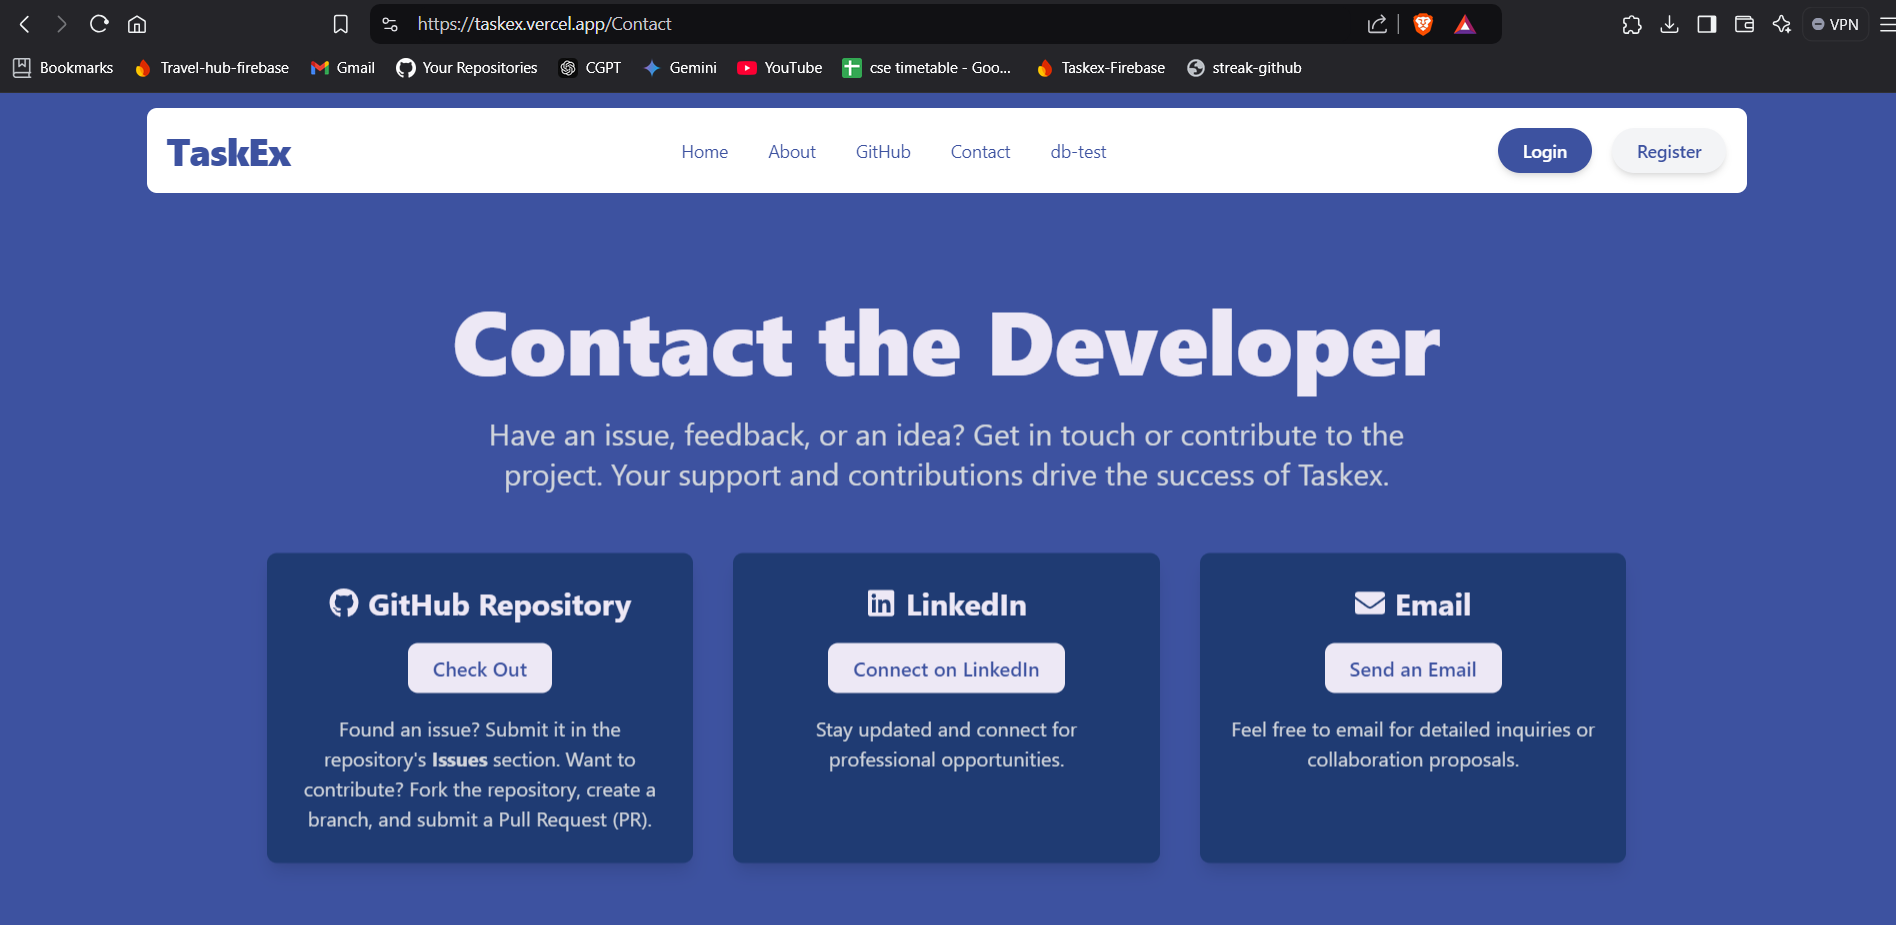 https://taskex.vercel.app/Contact
VPN
Bookmarks Travel-hub-firebase Gmail Your Repositories CGPT Gemini YouTube cse timetable - Goo... Taskex-Firebase streak-github
TaskEx Home About GitHub Contact db-test Login Register
Contact the Developer
Have an issue, feedback, or an idea? Get in touch or contribute to the
project. Your support and contributions drive the success of Taskex.
GitHub Repository
Check Out
Found an issue? Submit it in the
repository's Issues section. Want to
contribute? Fork the repository, create a
branch, and submit a Pull Request (PR).
LinkedIn
Connect on LinkedIn
Stay updated and connect for
professional opportunities.
Email
Send an Email
Feel free to email for detailed inquiries or
collaboration proposals.